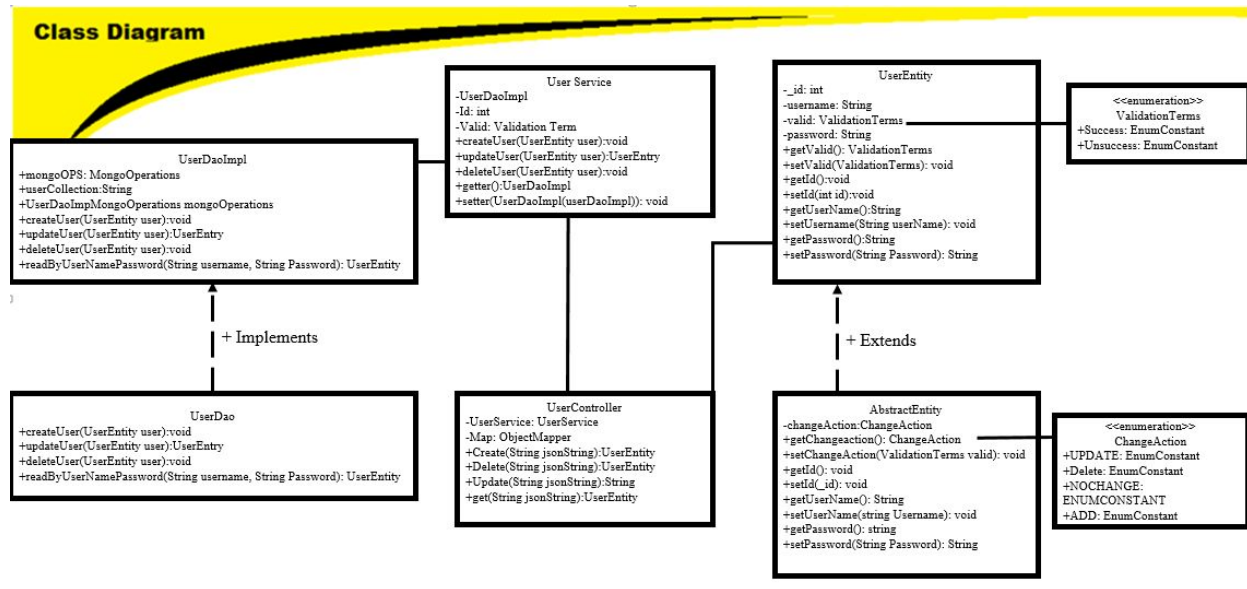 Class Diagram
UserDaoImpl
+mongoOPS: MongoOperations
+userCollection:String
+UserDaoImpMongoOperations mongoOperations
+createUser(UserEntity user):void
+updateUser(UserEntity user):UserEntry
+deleteUser(UserEntity user):void
+readByUserNamePassword(String username, String Password): UserEntity
+ Implements
UserDao
+createUser(UserEntity user):void
+updateUser(UserEntity user):UserEntry
+deleteUser(UserEntity user):void
+readByUserNamePassword(String username, String Password): UserEntity
User Service
-UserDaoImpl
-Id: int
-Valid: Validation Term
+createUser(UserEntity user):void
+updateUser(UserEntity user):UserEntry
+deleteUser(UserEntity user):void
+getter():UserDaoImpl
+setter(UserDaoImpl(userDaoImpl)): void
UserController
-UserService: UserService
-Map: ObjectMapper
+Create(String jsonString):UserEntity
+Delete(String jsonString):UserEntity
+Update(String jsonString):String
+get(String jsonString):UserEntity
UserEntity
-_id: int
-username: String
-valid: ValidationTerms
-password: String
+getValid(): ValidationTerms
+setValid(ValidationTerms): void
+getId():void
+setId(int id):void
+getUserName():String
+setUsername(String userName): void
+getPassword():String
+setPassword(String Password): String
+ Extends
AbstractEntity
-changeAction:ChangeAction
+getChangeaction(): ChangeAction
+setChangeAction(ValidationTerms valid): void
+getId(): void
+setId(_id): void
+getUserName(): String
+setUserName(string Username): void
+getPassword(): string
+setPassword(String Password): String
<<enumeration>>
ValidationTerms
+Success: EnumConstant
+Unsuccess: EnumConstant
<<enumeration>>
ChangeAction
+UPDATE: EnumConstant
+Delete: EnumConstant
+NOCHANGE:
ENUMCONSTANT
+ADD: EnumConstant